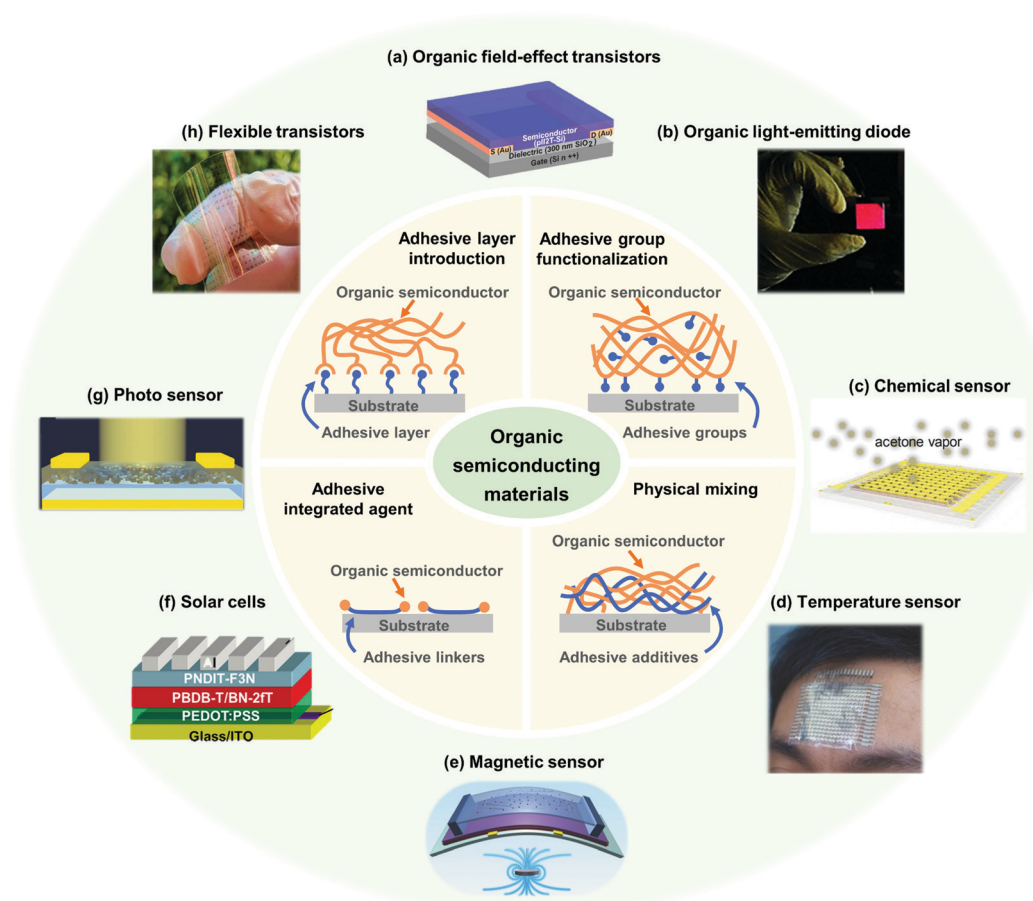 (a) Organic field-effect transistors
Semiconductor
(pII2T-Si)
S (Au)
D (Au)
Dielectric (300 nm SiO2)
Gate (Si n ++)
(h) Flexible transistors
(b) Organic light-emitting diode
Adhesive layer
introduction
Organic semiconductor
Substrate
Adhesive layer
Adhesive group
functionalization
Organic semiconductor
Substrate
Adhesive groups
(g) Photo sensor
(c) Chemical sensor
acetone vapor
Organic
semiconducting
materials
Adhesive
integrated agent
Organic semiconductor
Substrate
Adhesive linkers
Physical mixing
Organic semiconductor
Substrate
Adhesive additives
(f) Solar cells
Al
PNDIT-F3N
PBDB-T/BN-2fT
PEDOT:PSS
Glass/ITO
(d) Temperature sensor
(e) Magnetic sensor